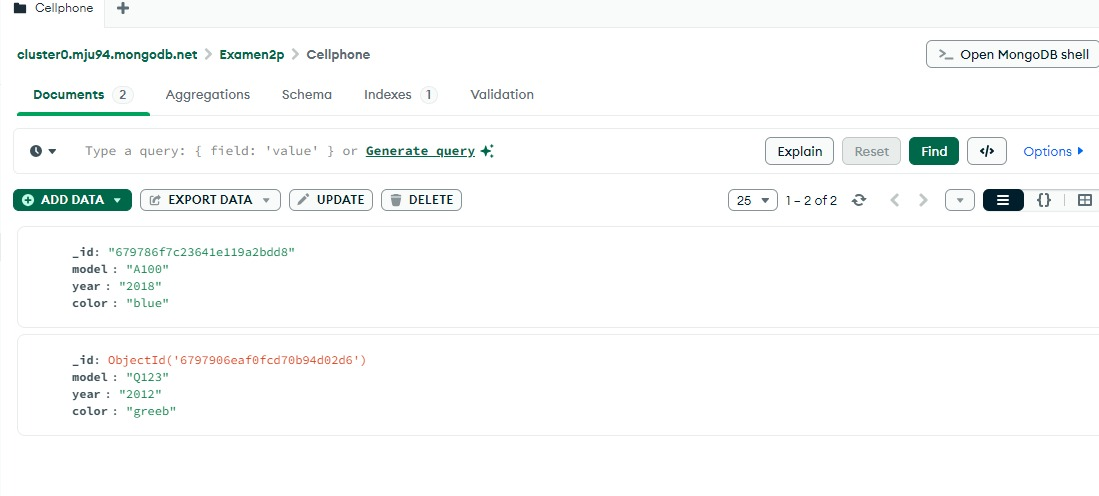 Cellphone
cluster0.mju94.mongodb.net > Examen2p > Cellphone
>_ Open MongoDB shell
Documents 2 Aggregations Schema Indexes 1 Validation
Type a query: { field: 'value' } or Generate query
Explain Reset Find </> Options
ADD DATA EXPORT DATA UPDATE DELETE 25 1 – 2 of 2 {}
_id: "679786f7c23641e119a2bdd8"
model : "A100"
year : "2018"
color : "blue"
_id: ObjectId('6797906eaf0fcd70b94d02d6')
model : "Q123"
year : "2012"
color : "greeb"